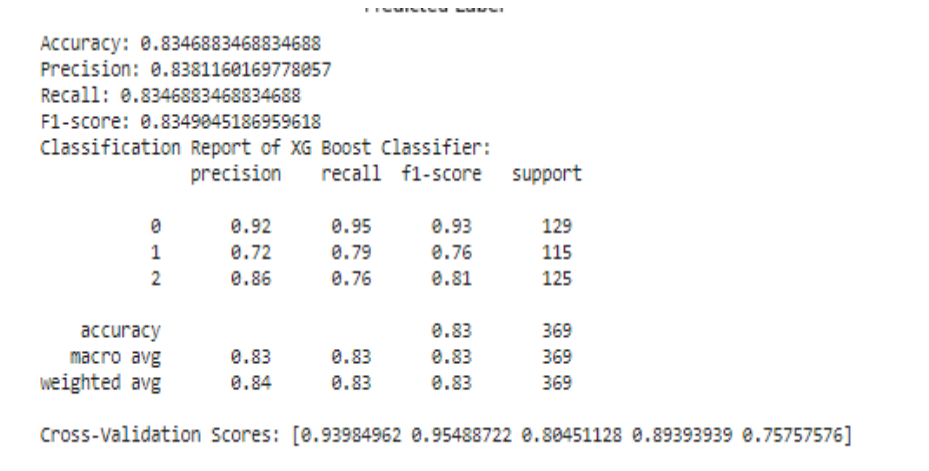 Accuracy: 0.8346883468834688
Precision: 0.8381160169778057
Recall: 0.8346883468834688
F1-score: 0.8349045186959618
Classification Report of XG Boost Classifier:
precision recall f1-score support
0 0.92 0.95 0.93 129
1 0.72 0.79 0.76 115
2 0.86 0.76 0.81 125
accuracy 0.83 369
macro avg 0.83 0.83 0.83 369
weighted avg 0.84 0.83 0.83 369
Cross-Validation Scores: [0.93984962 0.95488722 0.80451128 0.89393939 0.75757576]